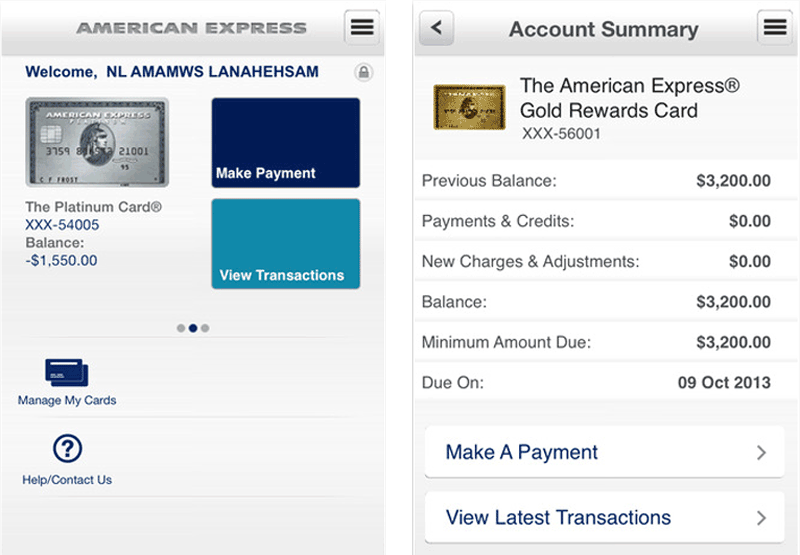 AMERICAN EXPRESS
Welcome, NL AMAMWS LANAHEHSAM
AMERICAN EXPRESS
PLATINUM
3759 21001
95
C F FROST
Make Payment
The Platinum Card®
XXX-54005
Balance:
-$1,550.00
View Transactions
Manage My Cards
?
Help/Contact Us
Account Summary
The American Express®
Gold Rewards Card
XXX-56001
Previous Balance: $3,200.00
Payments & Credits: $0.00
New Charges & Adjustments: $0.00
Balance: $3,200.00
Minimum Amount Due: $3,200.00
Due On: 09 Oct 2013
Make A Payment
View Latest Transactions